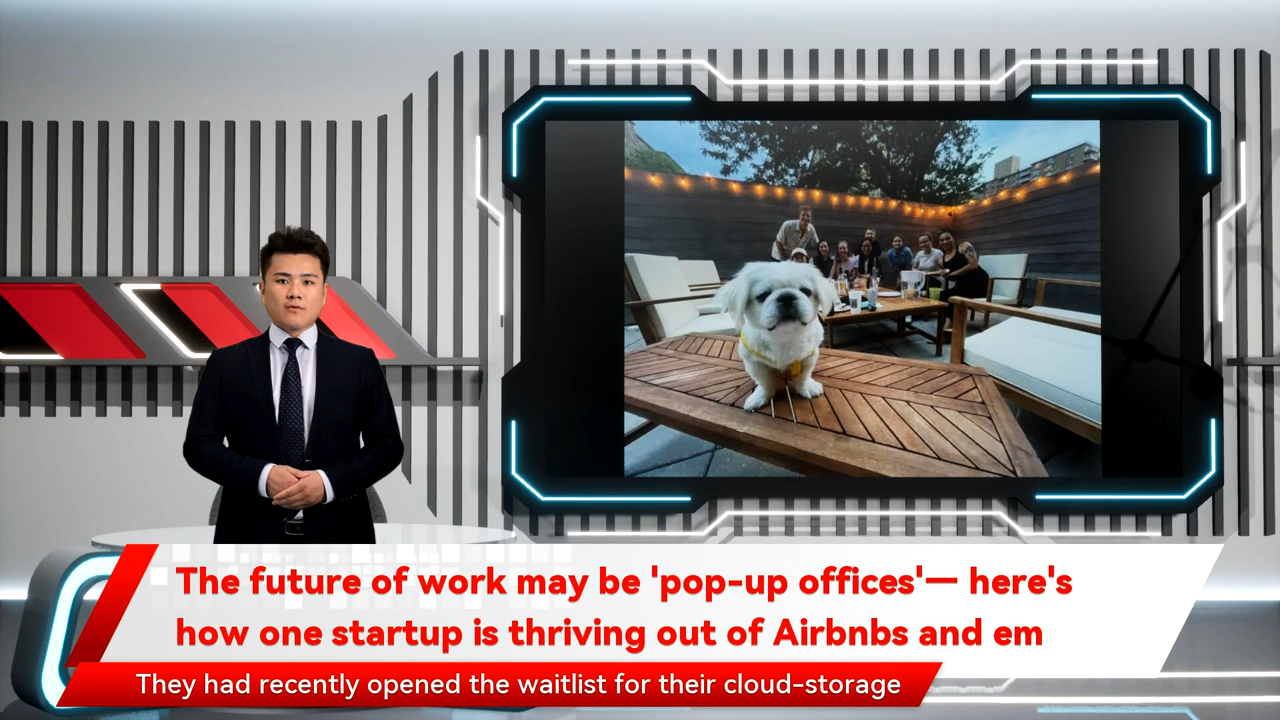 The future of work may be 'pop-up offices'— here's
how one startup is thriving out of Airbnbs and em
They had recently opened the waitlist for their cloud-storage